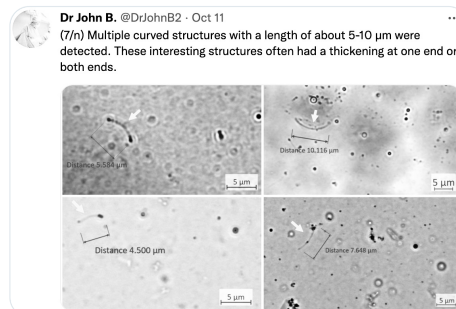 Dr John B. @DrJohnB2 · Oct 11
(7/n) Multiple curved structures with a length of about 5-10 µm were
detected. These interesting structures often had a thickening at one end or
both ends.
Distance 5.584 µm
5 µm
Distance 10.116 µm
5 µm
Distance 4.500 µm
5 µm
Distance 7.648 µm
5 µm